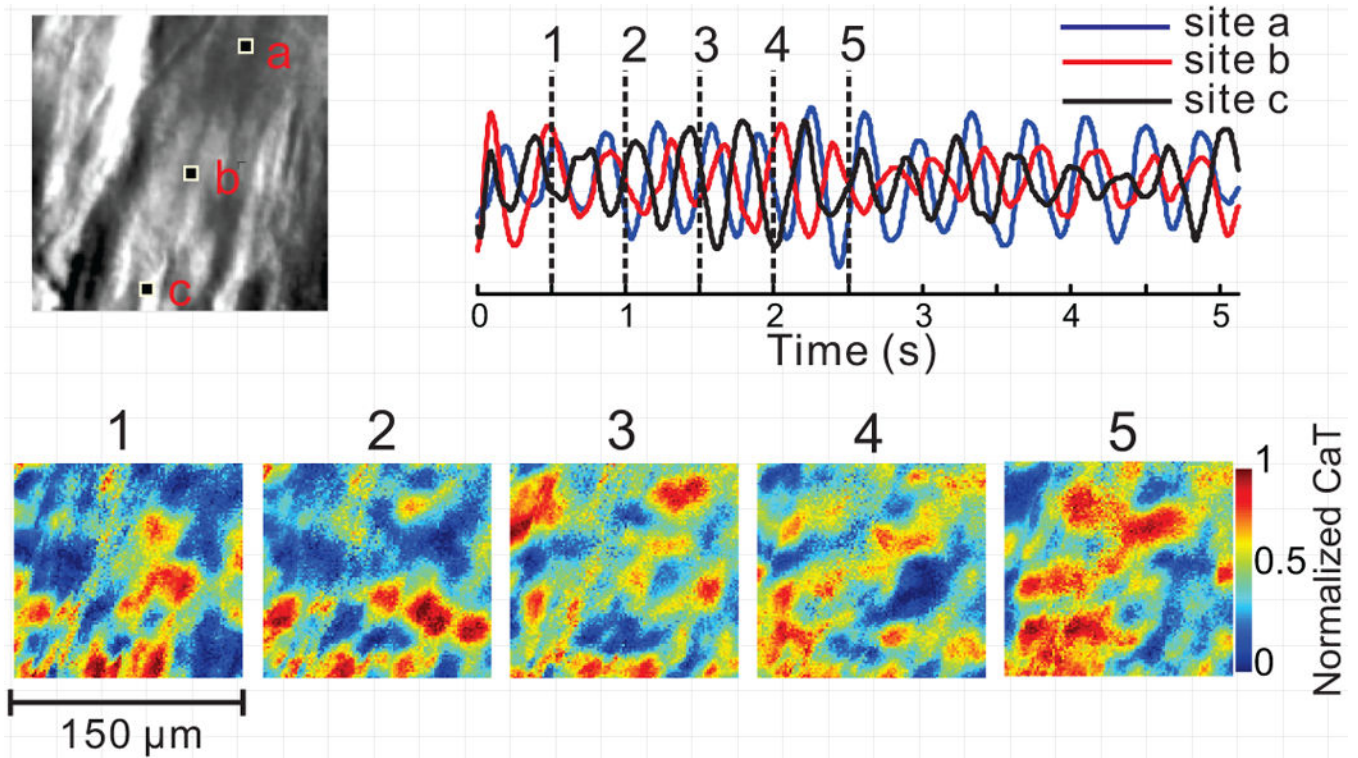 a
b
c
1 2 3 4 5
site a
site b
site c
0 1 2 3 4 5
Time (s)
1 2 3 4 5
1
0.5
0
Normalized CaT
150 μm